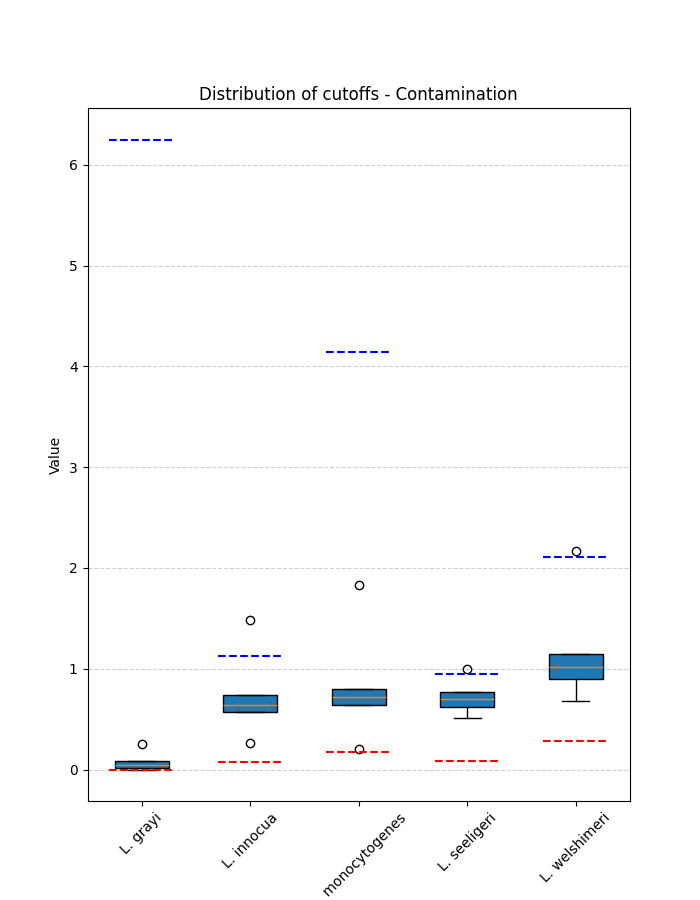 Distribution of cutoffs - Contamination
Value
6
5
4
3
2
1
0
L. grayi
L. innocua
monocytogenes
L. seeligeri
L. welshimeri